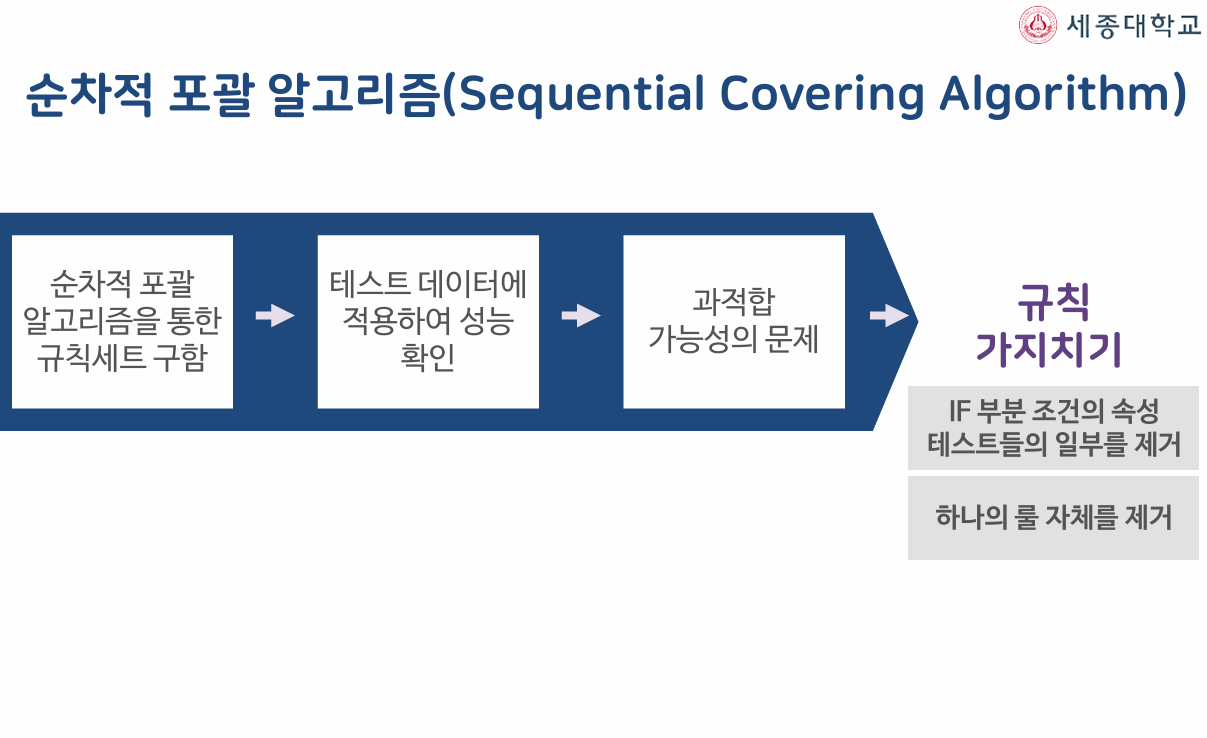 세종대학교
순차적 포괄 알고리즘(Sequential Covering Algorithm)
순차적 포괄
알고리즘을 통한
규칙세트 구함
테스트 데이터에
적용하여 성능
확인
과적합
가능성의 문제
규칙
가지치기
IF 부분 조건의 속성
테스트들의 일부를 제거
하나의 룰 자체를 제거